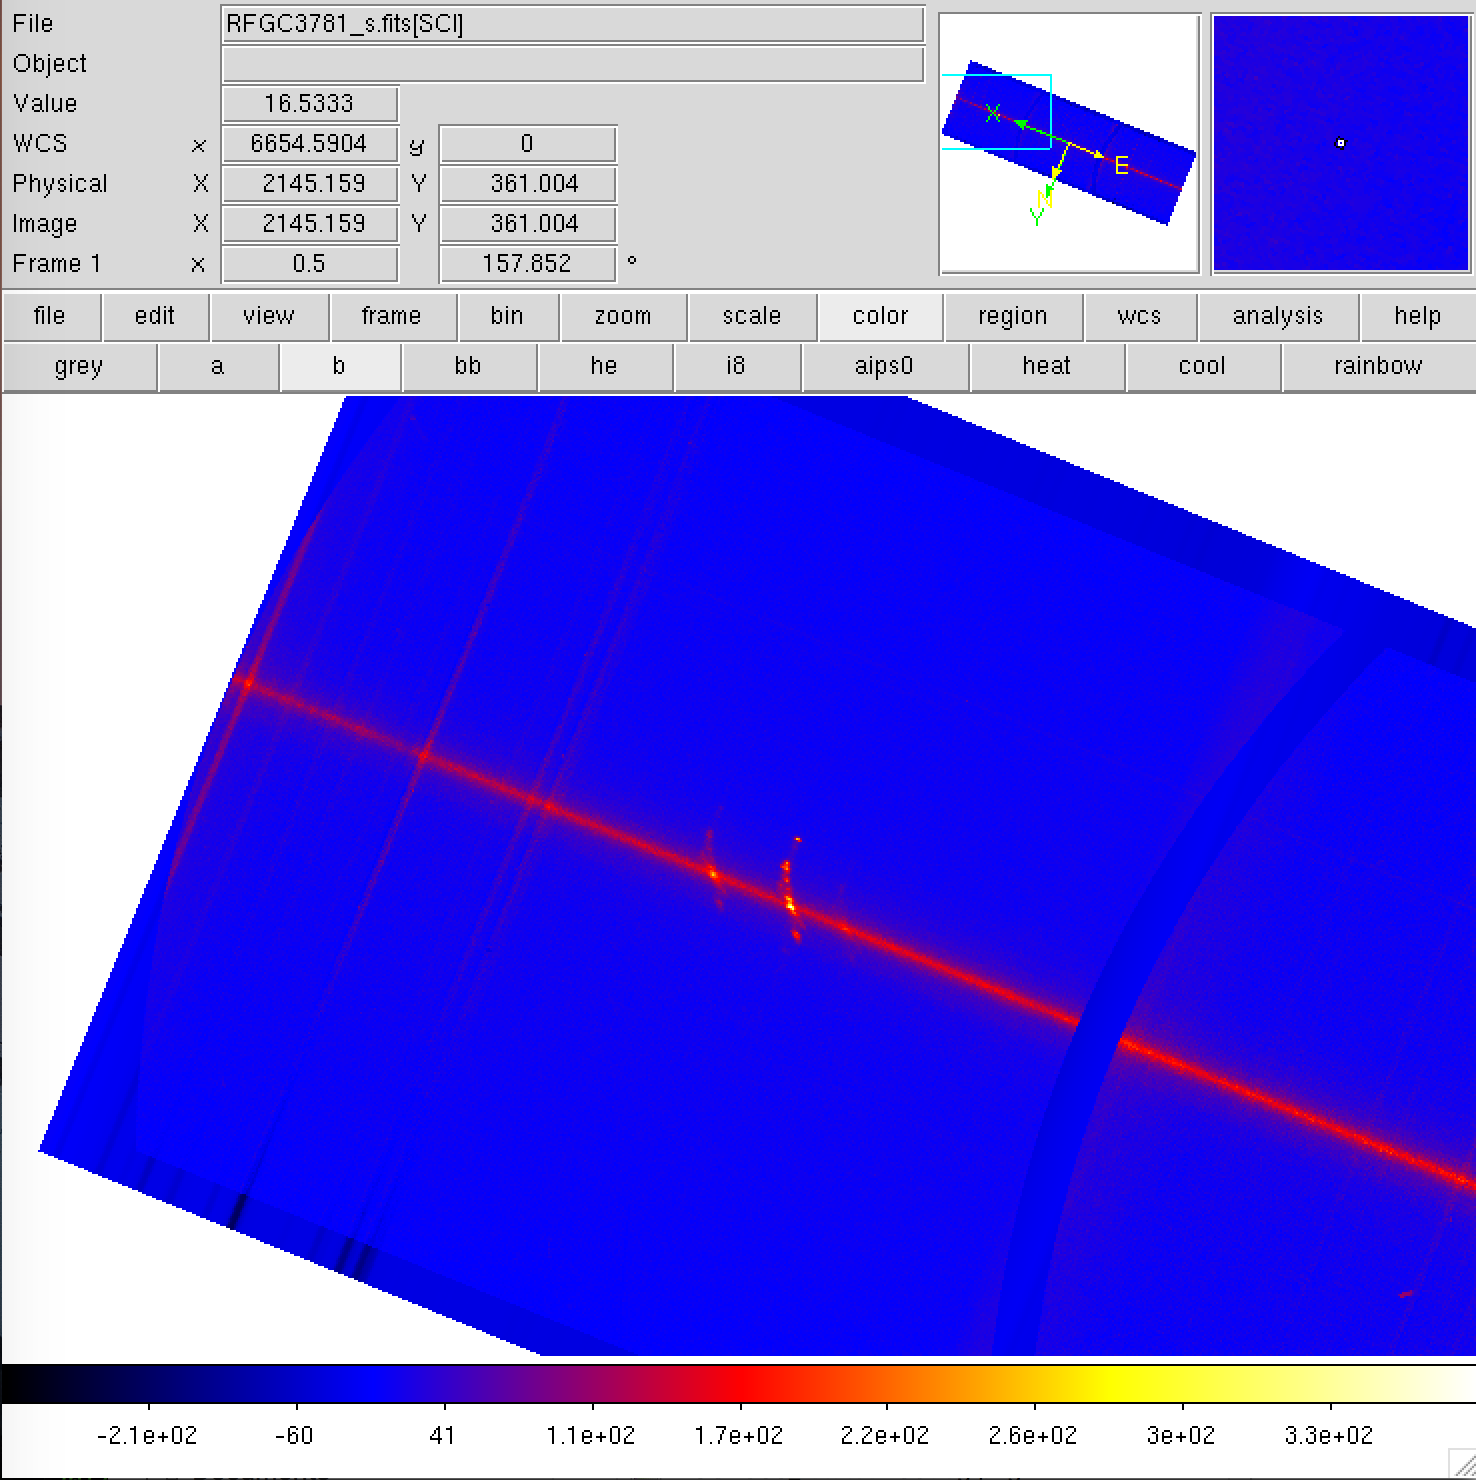 File RFGC3781_s.fits[SCI]
Object
Value 16.5333
WCS x 6654.5904 y 0
Physical X 2145.159 Y 361.004
Image X 2145.159 Y 361.004
Frame 1 x 0.5 157.852 °
X
E
N
Y
file edit view frame bin zoom scale color region wcs analysis help
grey a b bb he i8 aips0 heat cool rainbow
-2.1e+02 -60 41 1.1e+02 1.7e+02 2.2e+02 2.6e+02 3e+02 3.3e+02